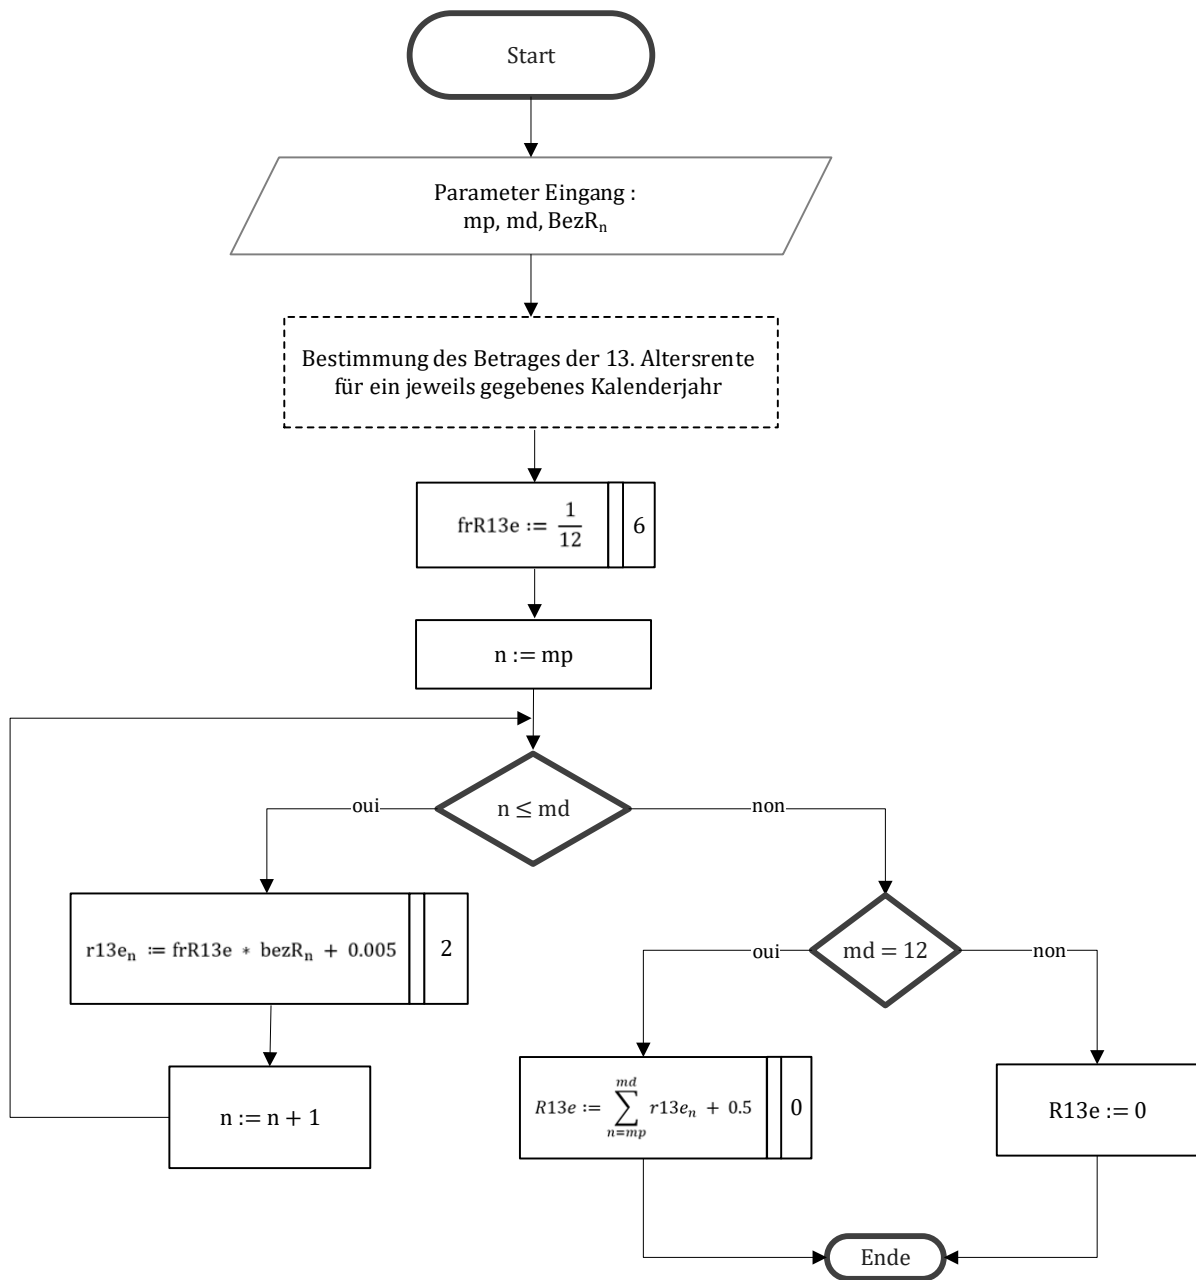 Start
Parameter Eingang :
mp, md, BezRₙ
Bestimmung des Betrages der 13. Altersrente
für ein jeweils gegebenes Kalenderjahr
frR13e := 1/12 6
n := mp
n ≤ md
oui
non
r13eₙ := frR13e * bezRₙ + 0.005 2
md = 12
oui
non
n := n + 1
R13e := ∑_{n=mp}^{md} r13eₙ + 0.5 0
R13e := 0
Ende